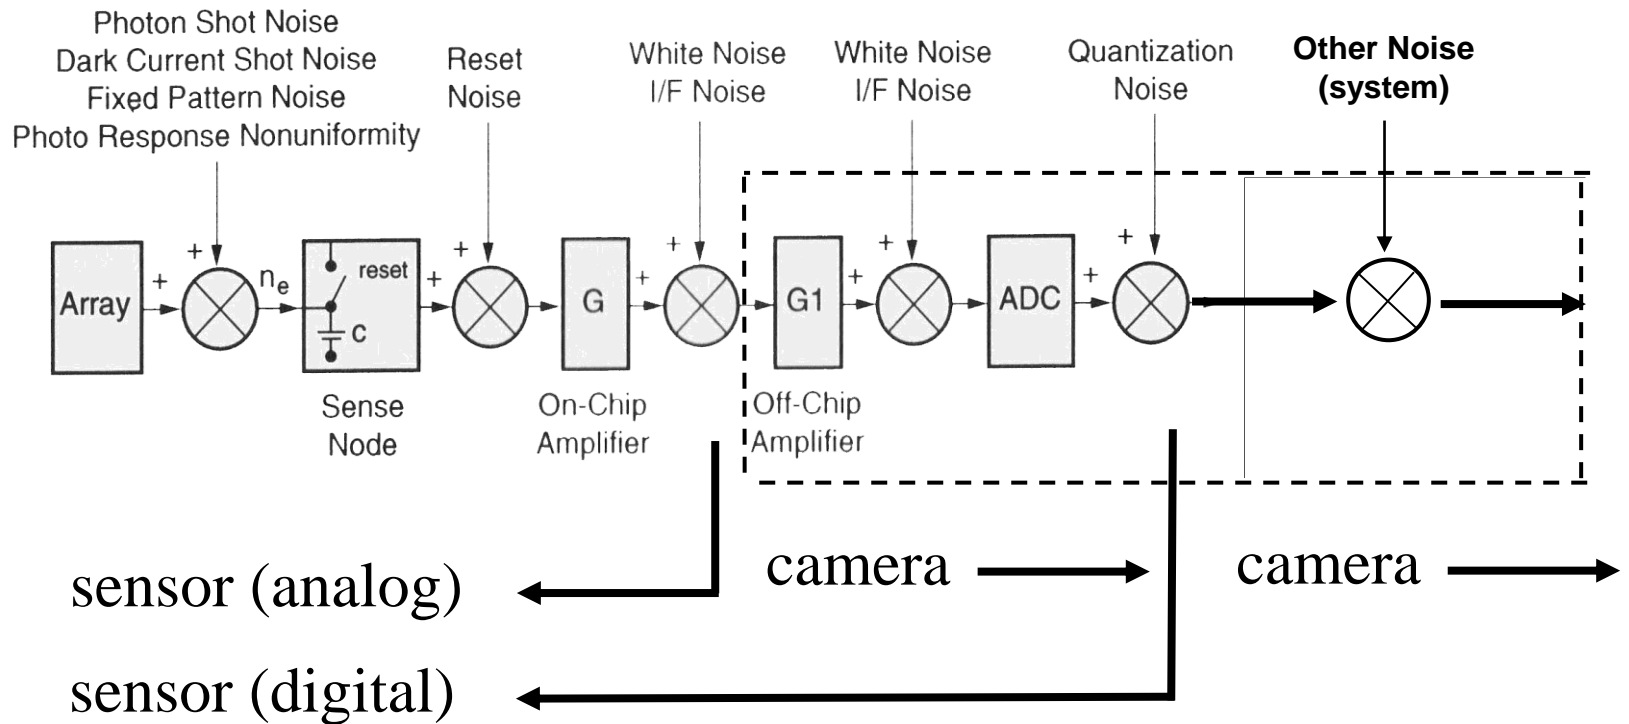 Photon Shot Noise
Dark Current Shot Noise
Fixed Pattern Noise
Photo Response Nonuniformity
Reset
Noise
White Noise
I/F Noise
White Noise
I/F Noise
Quantization
Noise
Other Noise
(system)
Array
+
+
n_e
reset
C
+
+
G
+
+
G1
+
+
ADC
+
+
Sense
Node
On-Chip
Amplifier
Off-Chip
Amplifier
sensor (analog)
camera
camera
sensor (digital)